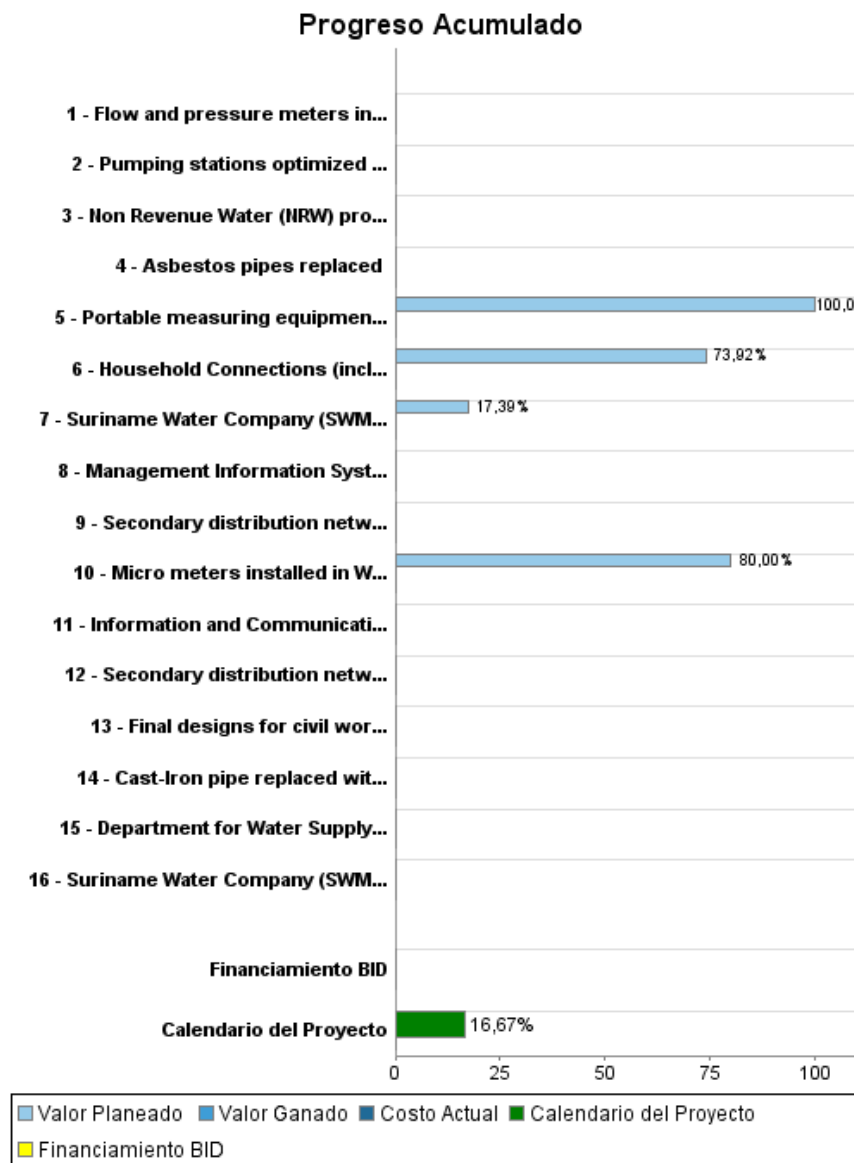 Progreso Acumulado
1 - Flow and pressure meters in...
2 - Pumping stations optimized ...
3 - Non Revenue Water (NRW) pro...
4 - Asbestos pipes replaced
5 - Portable measuring equipmen...
100,0
6 - Household Connections (incl...
73,92%
7 - Suriname Water Company (SWM...
17,39%
8 - Management Information Syst...
9 - Secondary distribution netw...
10 - Micro meters installed in W...
80,00%
11 - Information and Communicati...
12 - Secondary distribution netw...
13 - Final designs for civil wor...
14 - Cast-Iron pipe replaced wit...
15 - Department for Water Supply...
16 - Suriname Water Company (SWM...
Financiamiento BID
Calendario del Proyecto
16,67%
0 25 50 75 100
Valor Planeado Valor Ganado Costo Actual Calendario del Proyecto
Financiamiento BID